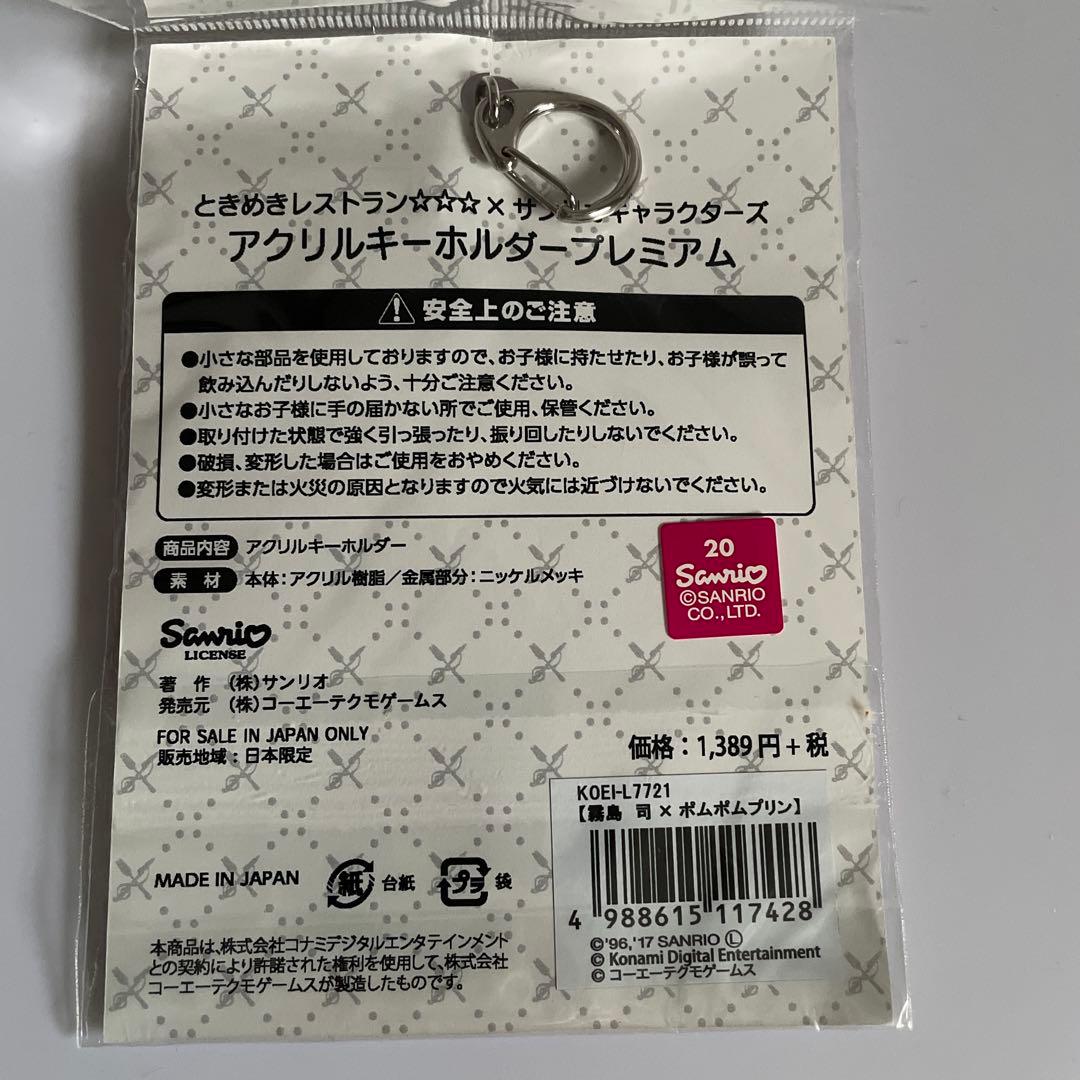 ときめきレストラン☆☆☆×サ キャラクターズ
アクリルキーホルダープレミアム
安全上のご注意
●小さな部品を使用しておりますので、お子様に持たせたり、お子様が誤って
飲み込んだりしないよう、十分ご注意ください。
●小さなお子様に手の届かない所でご使用、保管ください。
●取り付けた状態で強く引っ張ったり、振り回したりしないでください。
●破損、変形した場合はご使用をおやめください。
●変形または火災の原因となりますので火気には近づけないでください。
商品内容 アクリルキーホルダー
素材 本体:アクリル樹脂/金属部分:ニッケルメッキ
20
Sanrio
©SANRIO
CO.,LTD.
Sanrio
LICENSE
著作 (株)サンリオ
発売元 (株)コーエーテクモゲームス
FOR SALE IN JAPAN ONLY
販売地域:日本限定
価格:1,389円+税
KOEI-L7721
【霧島 司×ポムポムプリン】
4 988615 117428
©'96,'17 SANRIO Ⓛ
© Konami Digital Entertainment
© コーエーテクモゲームス
MADE IN JAPAN
紙 台紙
プラ 袋
本商品は、株式会社コナミデジタルエンタテインメント
との契約により許諾された権利を使用して、株式会社
コーエーテクモゲームスが製造したものです。